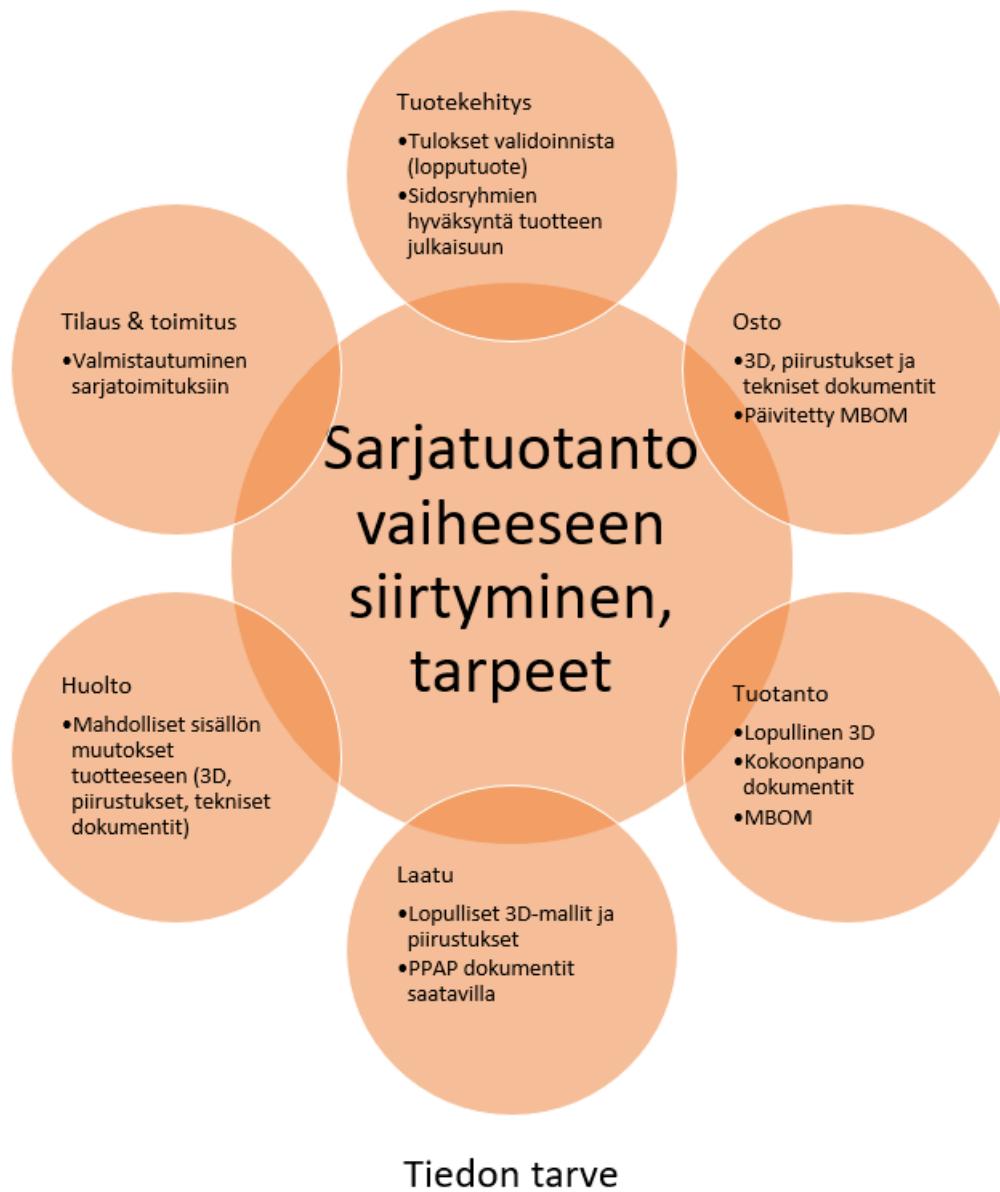 Tuotekehitys
•Tulokset validoinnista
(lopputuote)
•Sidosryhmien
hyväksyntä tuotteen
julkaisuun
Osto
•3D, piirustukset ja
tekniset dokumentit
•Päivitetty MBOM
Tuotanto
•Lopullinen 3D
•Kokoonpano
dokumentit
•MBOM
Laatu
•Lopulliset 3D-mallit ja
piirustukset
•PPAP dokumentit
saatavilla
Huolto
•Mahdolliset sisällön
muutokset
tuotteeseen (3D,
piirustukset, tekniset
dokumentit)
Tilaus & toimitus
•Valmistautuminen
sarjatoimituksiin
Sarjatuotanto
vaiheeseen
siirtyminen,
tarpeet
Tiedon tarve